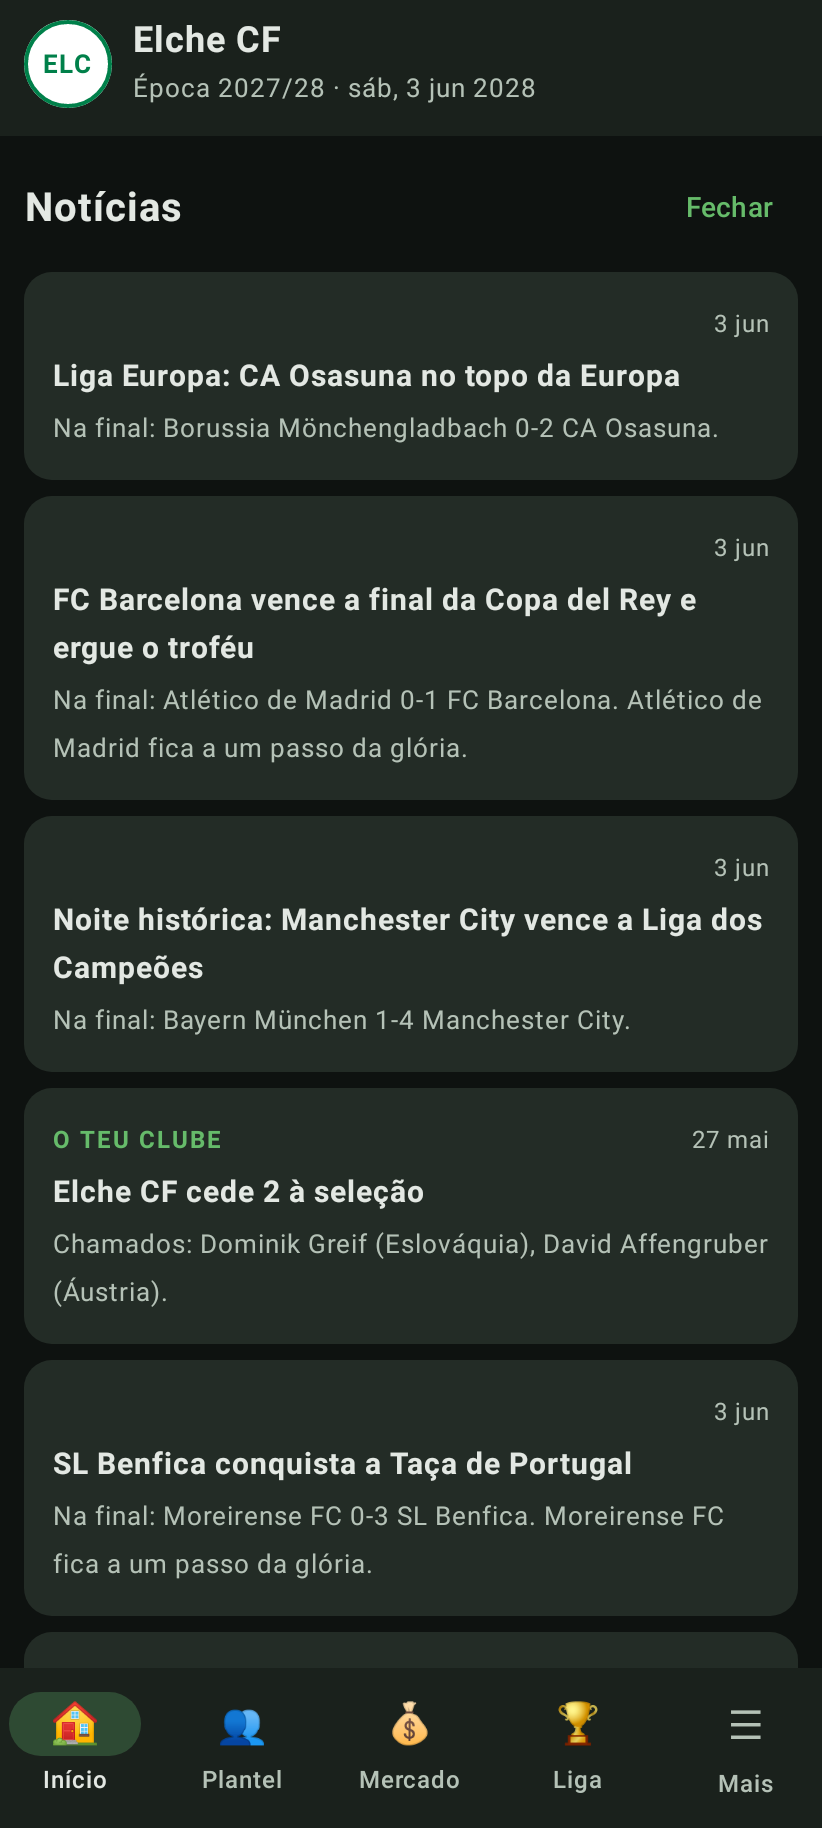 ELC
Elche CF
Época 2027/28 · sáb, 3 jun 2028
Notícias
Fechar
3 jun
Liga Europa: CA Osasuna no topo da Europa
Na final: Borussia Mönchengladbach 0-2 CA Osasuna.
3 jun
FC Barcelona vence a final da Copa del Rey e
ergue o troféu
Na final: Atlético de Madrid 0-1 FC Barcelona. Atlético de
Madrid fica a um passo da glória.
3 jun
Noite histórica: Manchester City vence a Liga dos
Campeões
Na final: Bayern München 1-4 Manchester City.
O TEU CLUBE
27 mai
Elche CF cede 2 à seleção
Chamados: Dominik Greif (Eslováquia), David Affengruber
(Áustria).
3 jun
SL Benfica conquista a Taça de Portugal
Na final: Moreirense FC 0-3 SL Benfica. Moreirense FC
fica a um passo da glória.
Início
Plantel
Mercado
Liga
Mais